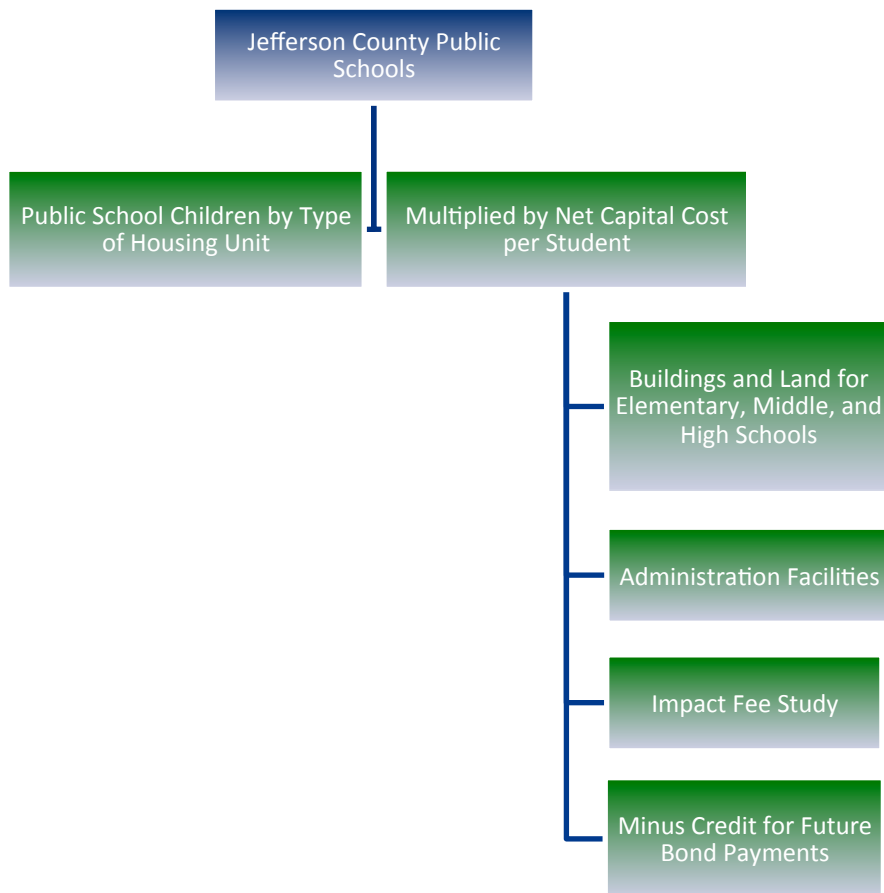 Jefferson County Public
Schools
Public School Children by Type
of Housing Unit
Multiplied by Net Capital Cost
per Student
Buildings and Land for
Elementary, Middle, and
High Schools
Administration Facilities
Impact Fee Study
Minus Credit for Future
Bond Payments